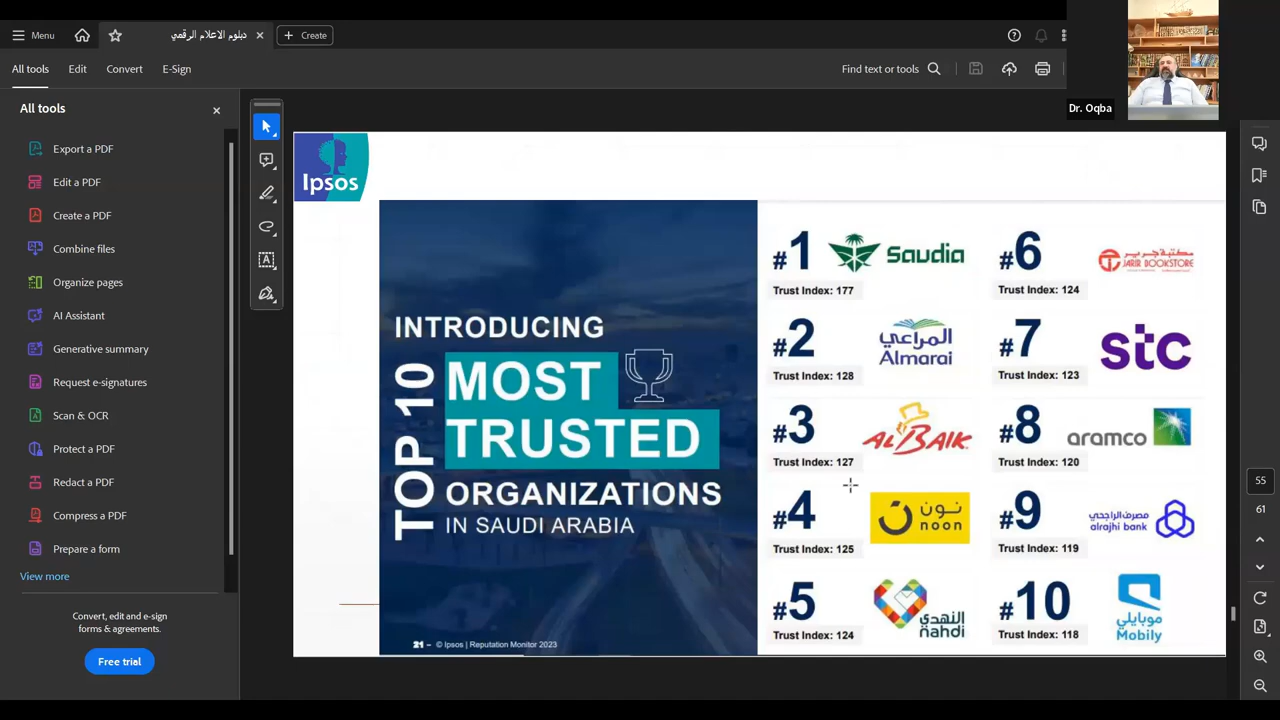 Menu
دبلوم الاعلام الرقمي
Create
All tools
Edit
Convert
E-Sign
Find text or tools
Dr. Oqba
All tools
Export a PDF
Edit a PDF
Create a PDF
Combine files
Organize pages
AI Assistant
Generative summary
Request e-signatures
Scan & OCR
Protect a PDF
Redact a PDF
Compress a PDF
Prepare a form
View more
Convert, edit and e-sign
forms & agreements.
Free trial
Ipsos
INTRODUCING
TOP 10
MOST
TRUSTED
ORGANIZATIONS
IN SAUDI ARABIA
21 - © Ipsos | Reputation Monitor 2023
#1
Saudia
Trust Index: 177
#2
المراعي
Almarai
Trust Index: 128
#3
ALBAIK
Trust Index: 127
#4
نون
noon
Trust Index: 125
#5
النهدي
nahdi
Trust Index: 124
#6
مكتبة جرير
JARIR BOOKSTORE
Trust Index: 124
#7
stc
Trust Index: 123
#8
aramco
Trust Index: 120
#9
مصرف الراجحي
alrajhi bank
Trust Index: 119
#10
موبايلي
Mobily
Trust Index: 118
55
61